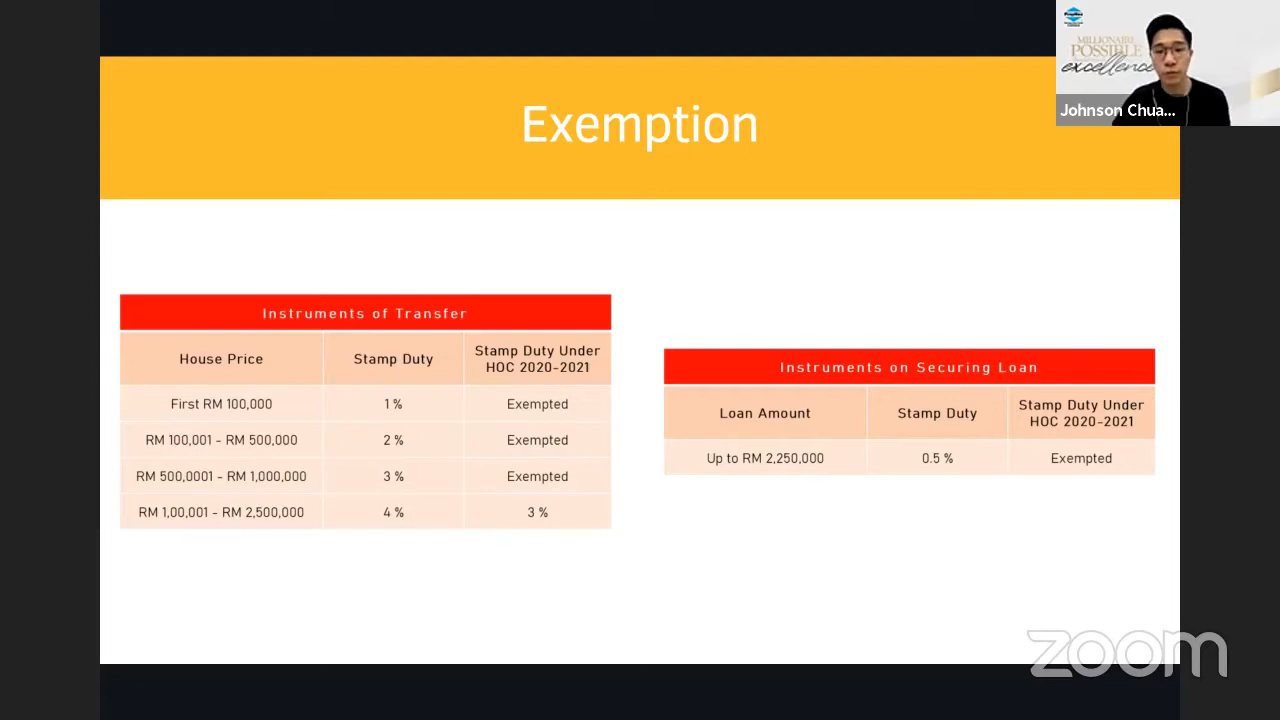 MILLIONAIRE
POSSIBLE
excellence
Johnson Chua...
Exemption
Instruments of Transfer
House Price
Stamp Duty
Stamp Duty Under
HOC 2020-2021
First RM 100,000
1 %
Exempted
RM 100,001 - RM 500,000
2 %
Exempted
RM 500,0001 - RM 1,000,000
3 %
Exempted
RM 1,00,001 - RM 2,500,000
4 %
3 %
Instruments on Securing Loan
Loan Amount
Stamp Duty
Stamp Duty Under
HOC 2020-2021
Up to RM 2,250,000
0.5 %
Exempted
zoom